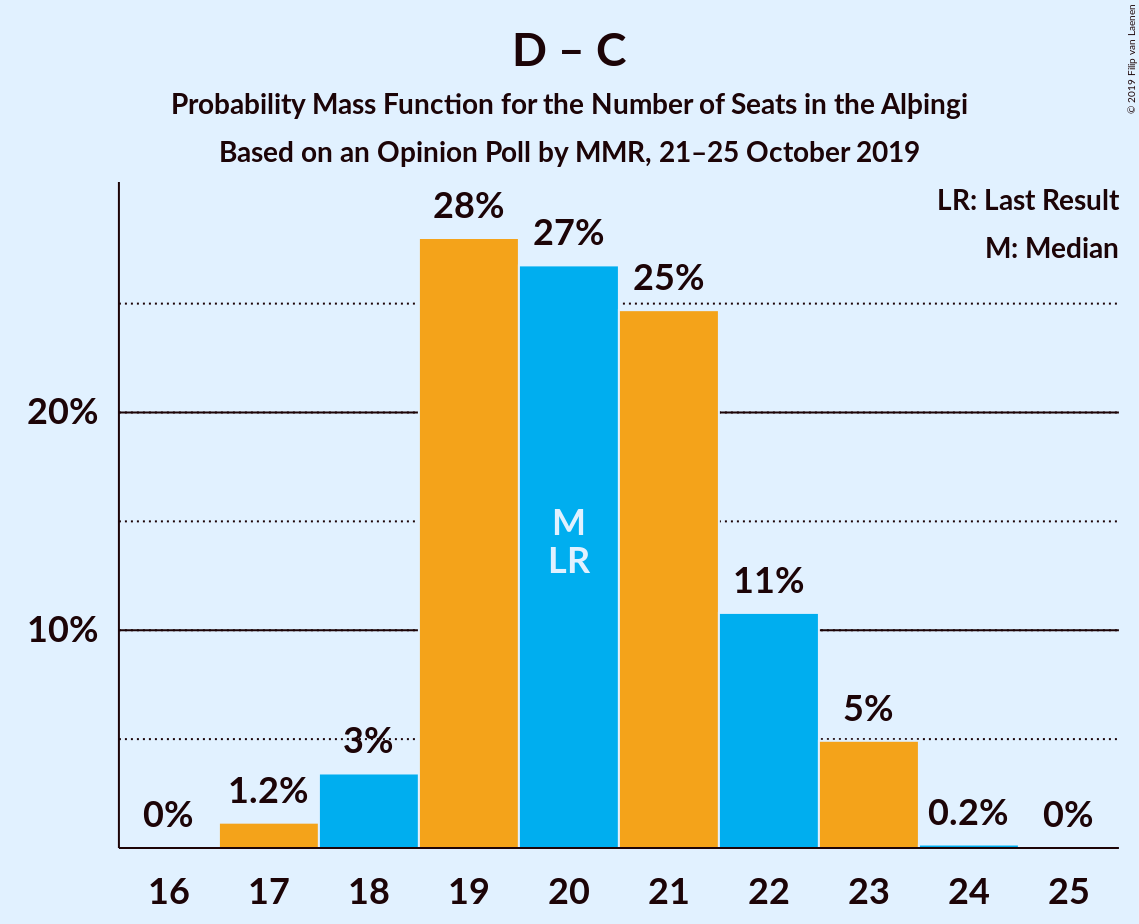 D – C
Probability Mass Function for the Number of Seats in the Alþingi
Based on an Opinion Poll by MMR, 21–25 October 2019
© 2019 Filip van Laenen
LR: Last Result
M: Median
28%
27%
25%
20%
M
LR
11%
10%
5%
3%
1.2%
0%
0.2%
0%
16 17 18 19 20 21 22 23 24 25